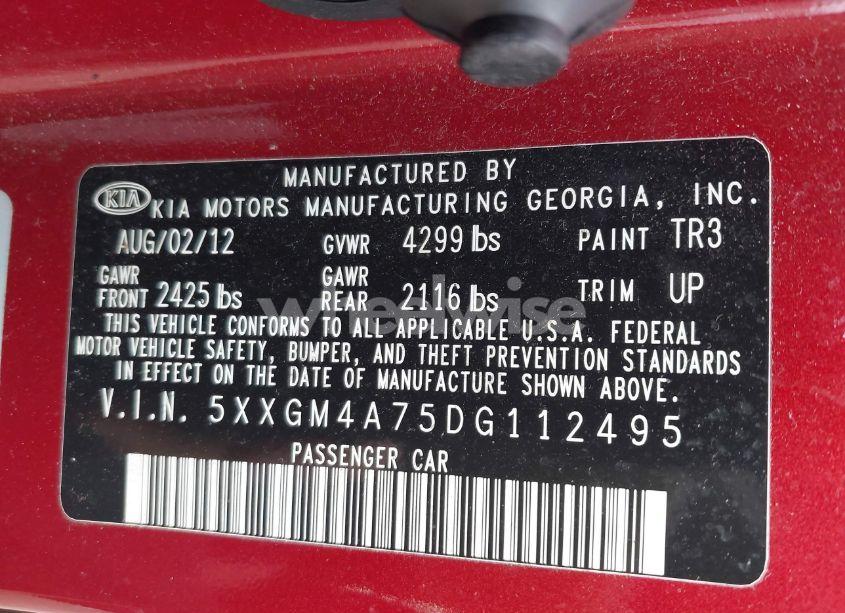 MANUFACTURED BY
KIA KIA MOTORS MANUFACTURING GEORGIA, INC.
AUG/02/12 GVWR 4299 lbs PAINT TR3
GAWR FRONT 2425 lbs GAWR REAR 2116 lbs TRIM UP
wheelwise
THIS VEHICLE CONFORMS TO ALL APPLICABLE U.S.A. FEDERAL
MOTOR VEHICLE SAFETY, BUMPER, AND THEFT PREVENTION STANDARDS
IN EFFECT ON THE DATE OF MANUFACTURE SHOWN ABOVE.
V.I.N. 5XXGM4A75DG112495
PASSENGER CAR